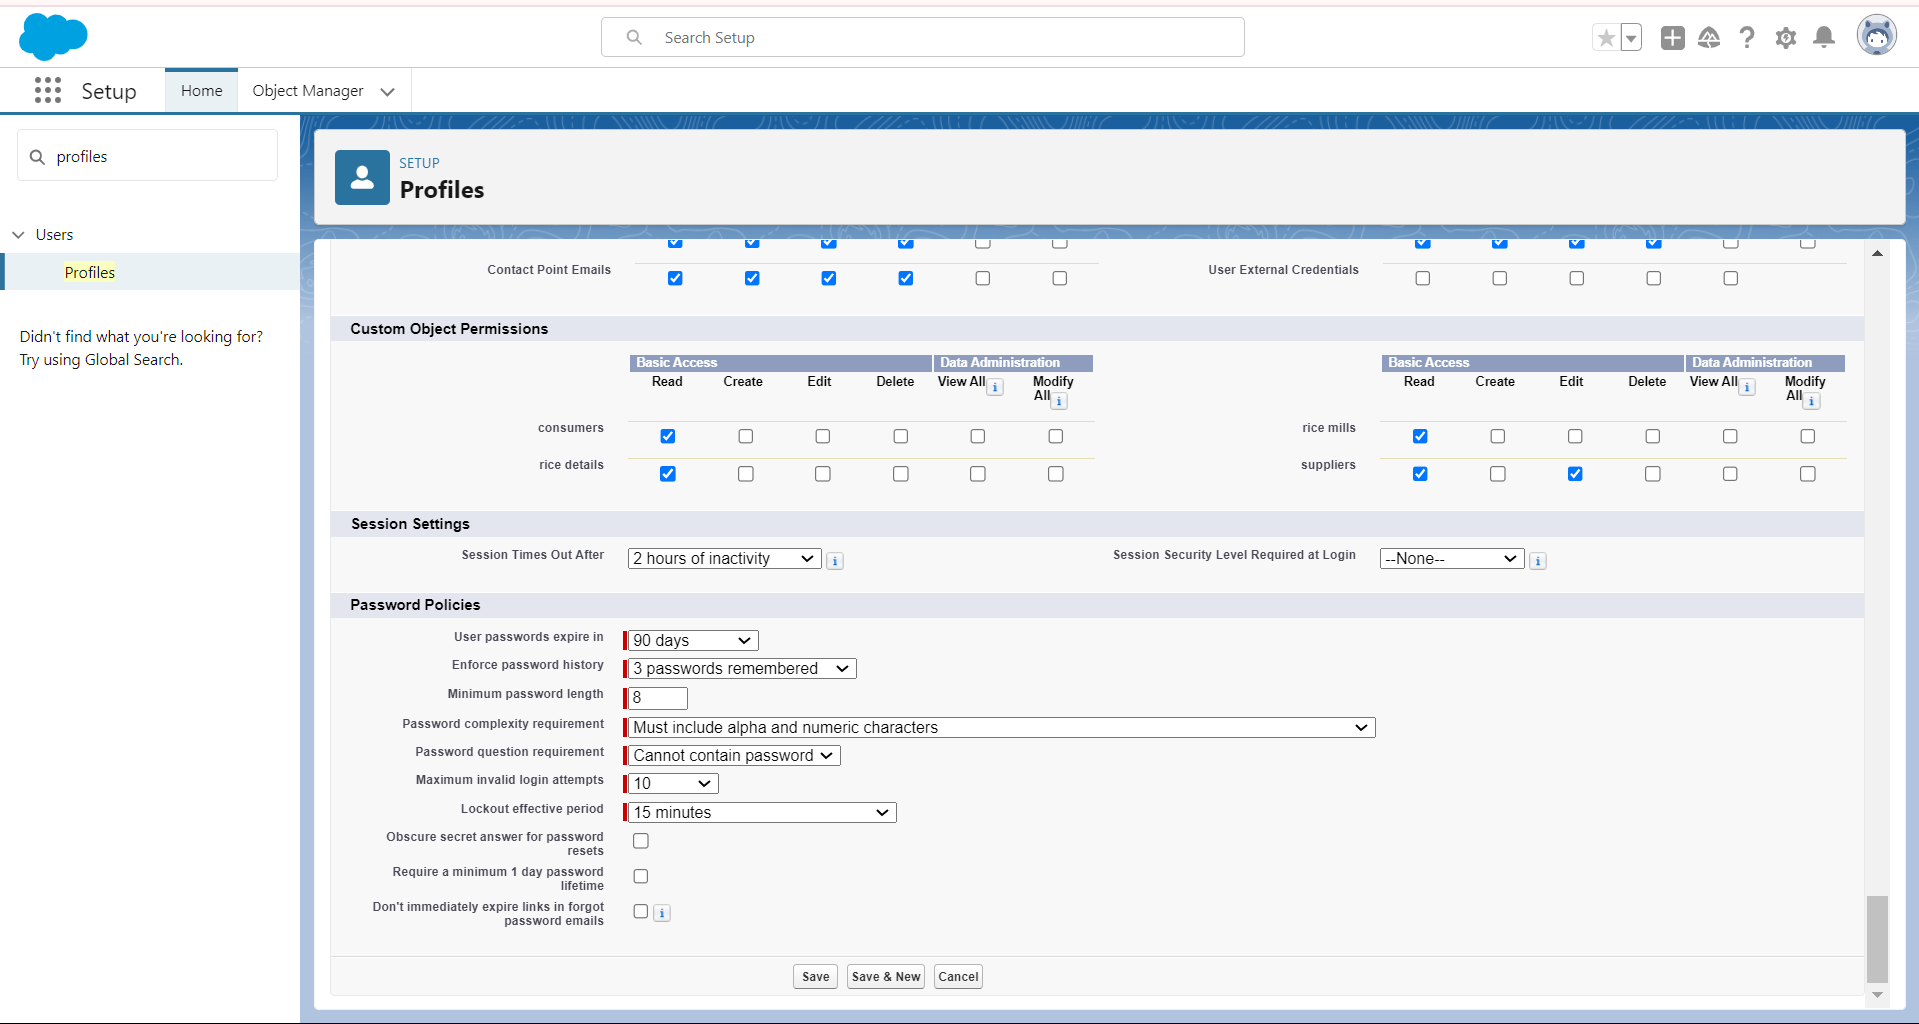 Search Setup
Setup
Home
Object Manager
profiles
Users
Profiles
Didn't find what you're looking for?
Try using Global Search.
SETUP
Profiles
Contact Point Emails
User External Credentials
Custom Object Permissions
Basic Access
Data Administration
Read
Create
Edit
Delete
View All
Modify
All
consumers
rice details
Basic Access
Data Administration
Read
Create
Edit
Delete
View All
Modify
All
rice mills
suppliers
Session Settings
Session Times Out After
2 hours of inactivity
Session Security Level Required at Login
--None--
Password Policies
User passwords expire in
90 days
Enforce password history
3 passwords remembered
Minimum password length
8
Password complexity requirement
Must include alpha and numeric characters
Password question requirement
Cannot contain password
Maximum invalid login attempts
10
Lockout effective period
15 minutes
Obscure secret answer for password
resets
Require a minimum 1 day password
lifetime
Don't immediately expire links in forgot
password emails
Save
Save & New
Cancel